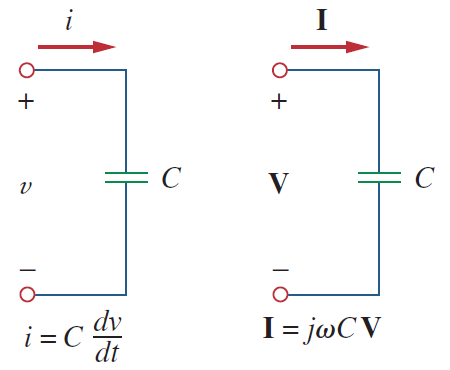 i I
+ +
v C V C
– –
i = C dv/dt I = jωCV